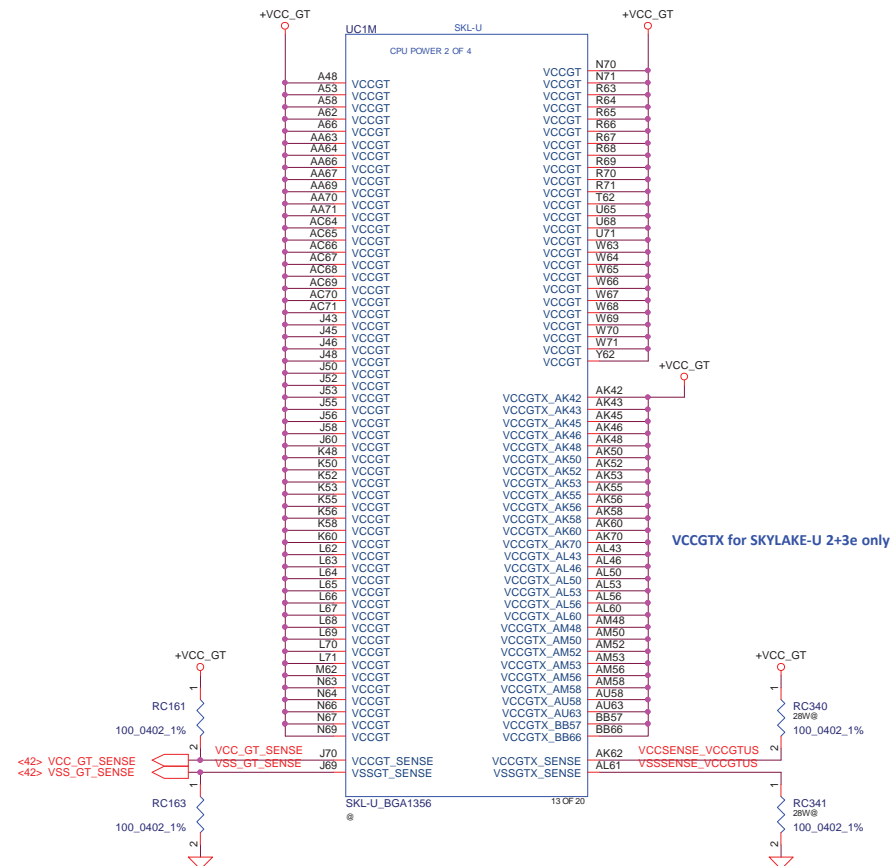 +VCC_GT +VCC_GT
UC1M SKL-U
CPU POWER 2 OF 4
VCCGT N70
A48 VCCGT VCCGT N71
A53 VCCGT VCCGT R63
A58 VCCGT VCCGT R64
A62 VCCGT VCCGT R65
A66 VCCGT VCCGT R66
AA63 VCCGT VCCGT R67
AA64 VCCGT VCCGT R68
AA66 VCCGT VCCGT R69
AA67 VCCGT VCCGT R70
AA69 VCCGT VCCGT R71
AA70 VCCGT VCCGT T62
AA71 VCCGT VCCGT U65
AC64 VCCGT VCCGT U68
AC65 VCCGT VCCGT U71
AC66 VCCGT VCCGT W63
AC67 VCCGT VCCGT W64
AC68 VCCGT VCCGT W65
AC69 VCCGT VCCGT W66
AC70 VCCGT VCCGT W67
AC71 VCCGT VCCGT W68
J43 VCCGT VCCGT W69
J45 VCCGT VCCGT W70
J46 VCCGT VCCGT W71
J48 VCCGT VCCGT Y62
J50 VCCGT +VCC_GT
J52 VCCGT
J53 VCCGT VCCGTX_AK42 AK42
J55 VCCGT VCCGTX_AK43 AK43
J56 VCCGT VCCGTX_AK45 AK45
J58 VCCGT VCCGTX_AK46 AK46
J60 VCCGT VCCGTX_AK48 AK48
K48 VCCGT VCCGTX_AK50 AK50
K50 VCCGT VCCGTX_AK52 AK52
K52 VCCGT VCCGTX_AK53 AK53
K53 VCCGT VCCGTX_AK55 AK55
K55 VCCGT VCCGTX_AK56 AK56
K56 VCCGT VCCGTX_AK58 AK58
K58 VCCGT VCCGTX_AK60 AK60
K60 VCCGT VCCGTX_AK70 AK70 VCCGTX for SKYLAKE-U 2+3e only
L62 VCCGT VCCGTX_AL43 AL43
L63 VCCGT VCCGTX_AL46 AL46
L64 VCCGT VCCGTX_AL50 AL50
L65 VCCGT VCCGTX_AL53 AL53
L66 VCCGT VCCGTX_AL56 AL56
L67 VCCGT VCCGTX_AL60 AL60
L68 VCCGT VCCGTX_AM48 AM48
L69 VCCGT VCCGTX_AM50 AM50
L70 VCCGT VCCGTX_AM52 AM52
L71 VCCGT VCCGTX_AM53 AM53
M62 VCCGT VCCGTX_AM56 AM56
N63 VCCGT VCCGTX_AM58 AM58
N64 VCCGT VCCGTX_AU58 AU58
N66 VCCGT VCCGTX_AU63 AU63
N67 VCCGT VCCGTX_BB57 BB57
N69 VCCGT VCCGTX_BB66 BB66
+VCC_GT +VCC_GT
1 1
RC161 RC340
28W@
100_0402_1% 100_0402_1%
2 2
<42> VCC_GT_SENSE VCC_GT_SENSE J70 VCCGT_SENSE VCCGTX_SENSE AK62 VCCSENSE_VCCGTUS
<42> VSS_GT_SENSE VSS_GT_SENSE J69 VSSGT_SENSE VSSGTX_SENSE AL61 VSSSENSE_VCCGTUS
1 1
RC163 SKL-U_BGA1356 13 OF 20 RC341
@ 28W@
100_0402_1% 100_0402_1%
2 2